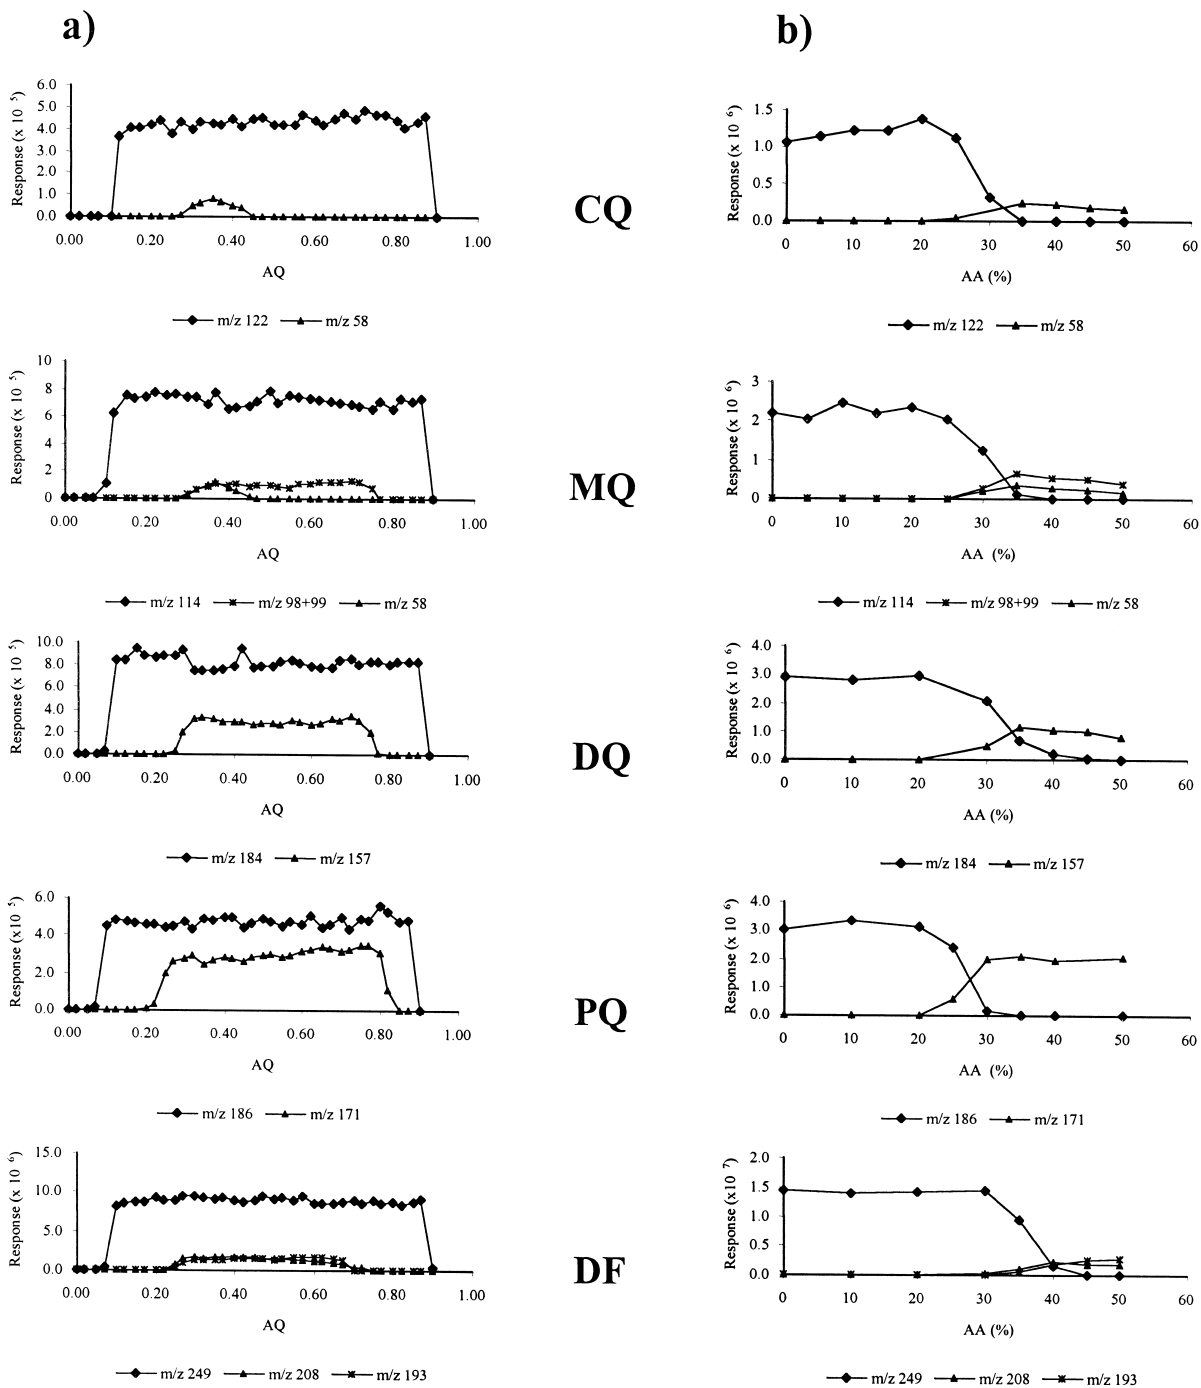 a)
b)
Response (x 10 5)
6.0
5.0
4.0
3.0
2.0
1.0
0.0
0.00 0.20 0.40 0.60 0.80 1.00
AQ
m/z 122 m/z 58
CQ
Response (x 10 6)
1.5
1.0
0.5
0.0
0 10 20 30 40 50 60
AA (%)
m/z 122 m/z 58
Response (x 10 5)
10
8
6
4
2
0
0.00 0.20 0.40 0.60 0.80 1.00
AQ
m/z 114 m/z 98+99 m/z 58
MQ
Response (x 10 6)
3
2
1
0
0 10 20 30 40 50 60
AA (%)
m/z 114 m/z 98+99 m/z 58
Response (x 10 5)
10.0
8.0
6.0
4.0
2.0
0.0
0.00 0.20 0.40 0.60 0.80 1.00
AQ
m/z 184 m/z 157
DQ
Response (x 10 6)
4.0
3.0
2.0
1.0
0.0
0 10 20 30 40 50 60
AA (%)
m/z 184 m/z 157
Response (x 10 5)
6.0
4.0
2.0
0.0
0.00 0.20 0.40 0.60 0.80 1.00
AQ
m/z 186 m/z 171
PQ
Response (x 10 6)
4.0
3.0
2.0
1.0
0.0
0 10 20 30 40 50 60
AA (%)
m/z 186 m/z 171
Response (x 10 6)
15.0
10.0
5.0
0.0
0.00 0.20 0.40 0.60 0.80 1.00
AQ
m/z 249 m/z 208 m/z 193
DF
Response (x10 7)
2.0
1.5
1.0
0.5
0.0
0 10 20 30 40 50 60
AA (%)
m/z 249 m/z 208 m/z 193